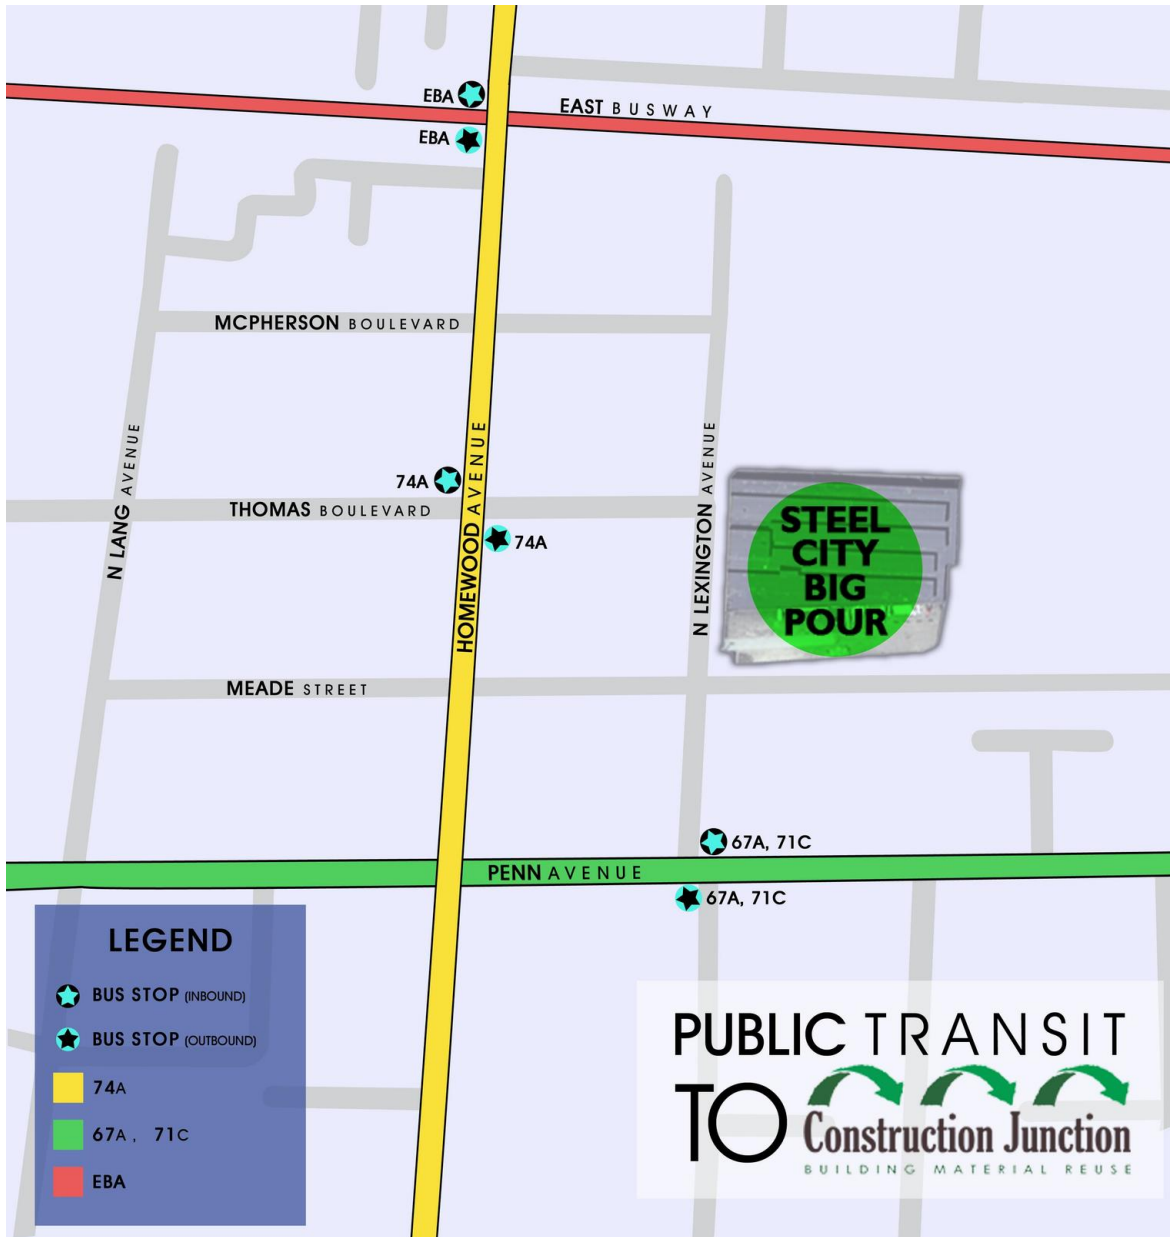 EBA
EAST BUSWAY
EBA
MCPHERSON BOULEVARD
N LANG AVENUE
HOMEWOOD AVENUE
N LEXINGTON AVENUE
74A
THOMAS BOULEVARD
74A
STEEL
CITY
BIG
POUR
MEADE STREET
67A, 71C
PENN AVENUE
67A, 71C
LEGEND
BUS STOP (INBOUND)
BUS STOP (OUTBOUND)
74A
67A, 71C
EBA
PUBLIC TRANSIT
TO Construction Junction
BUILDING MATERIAL REUSE